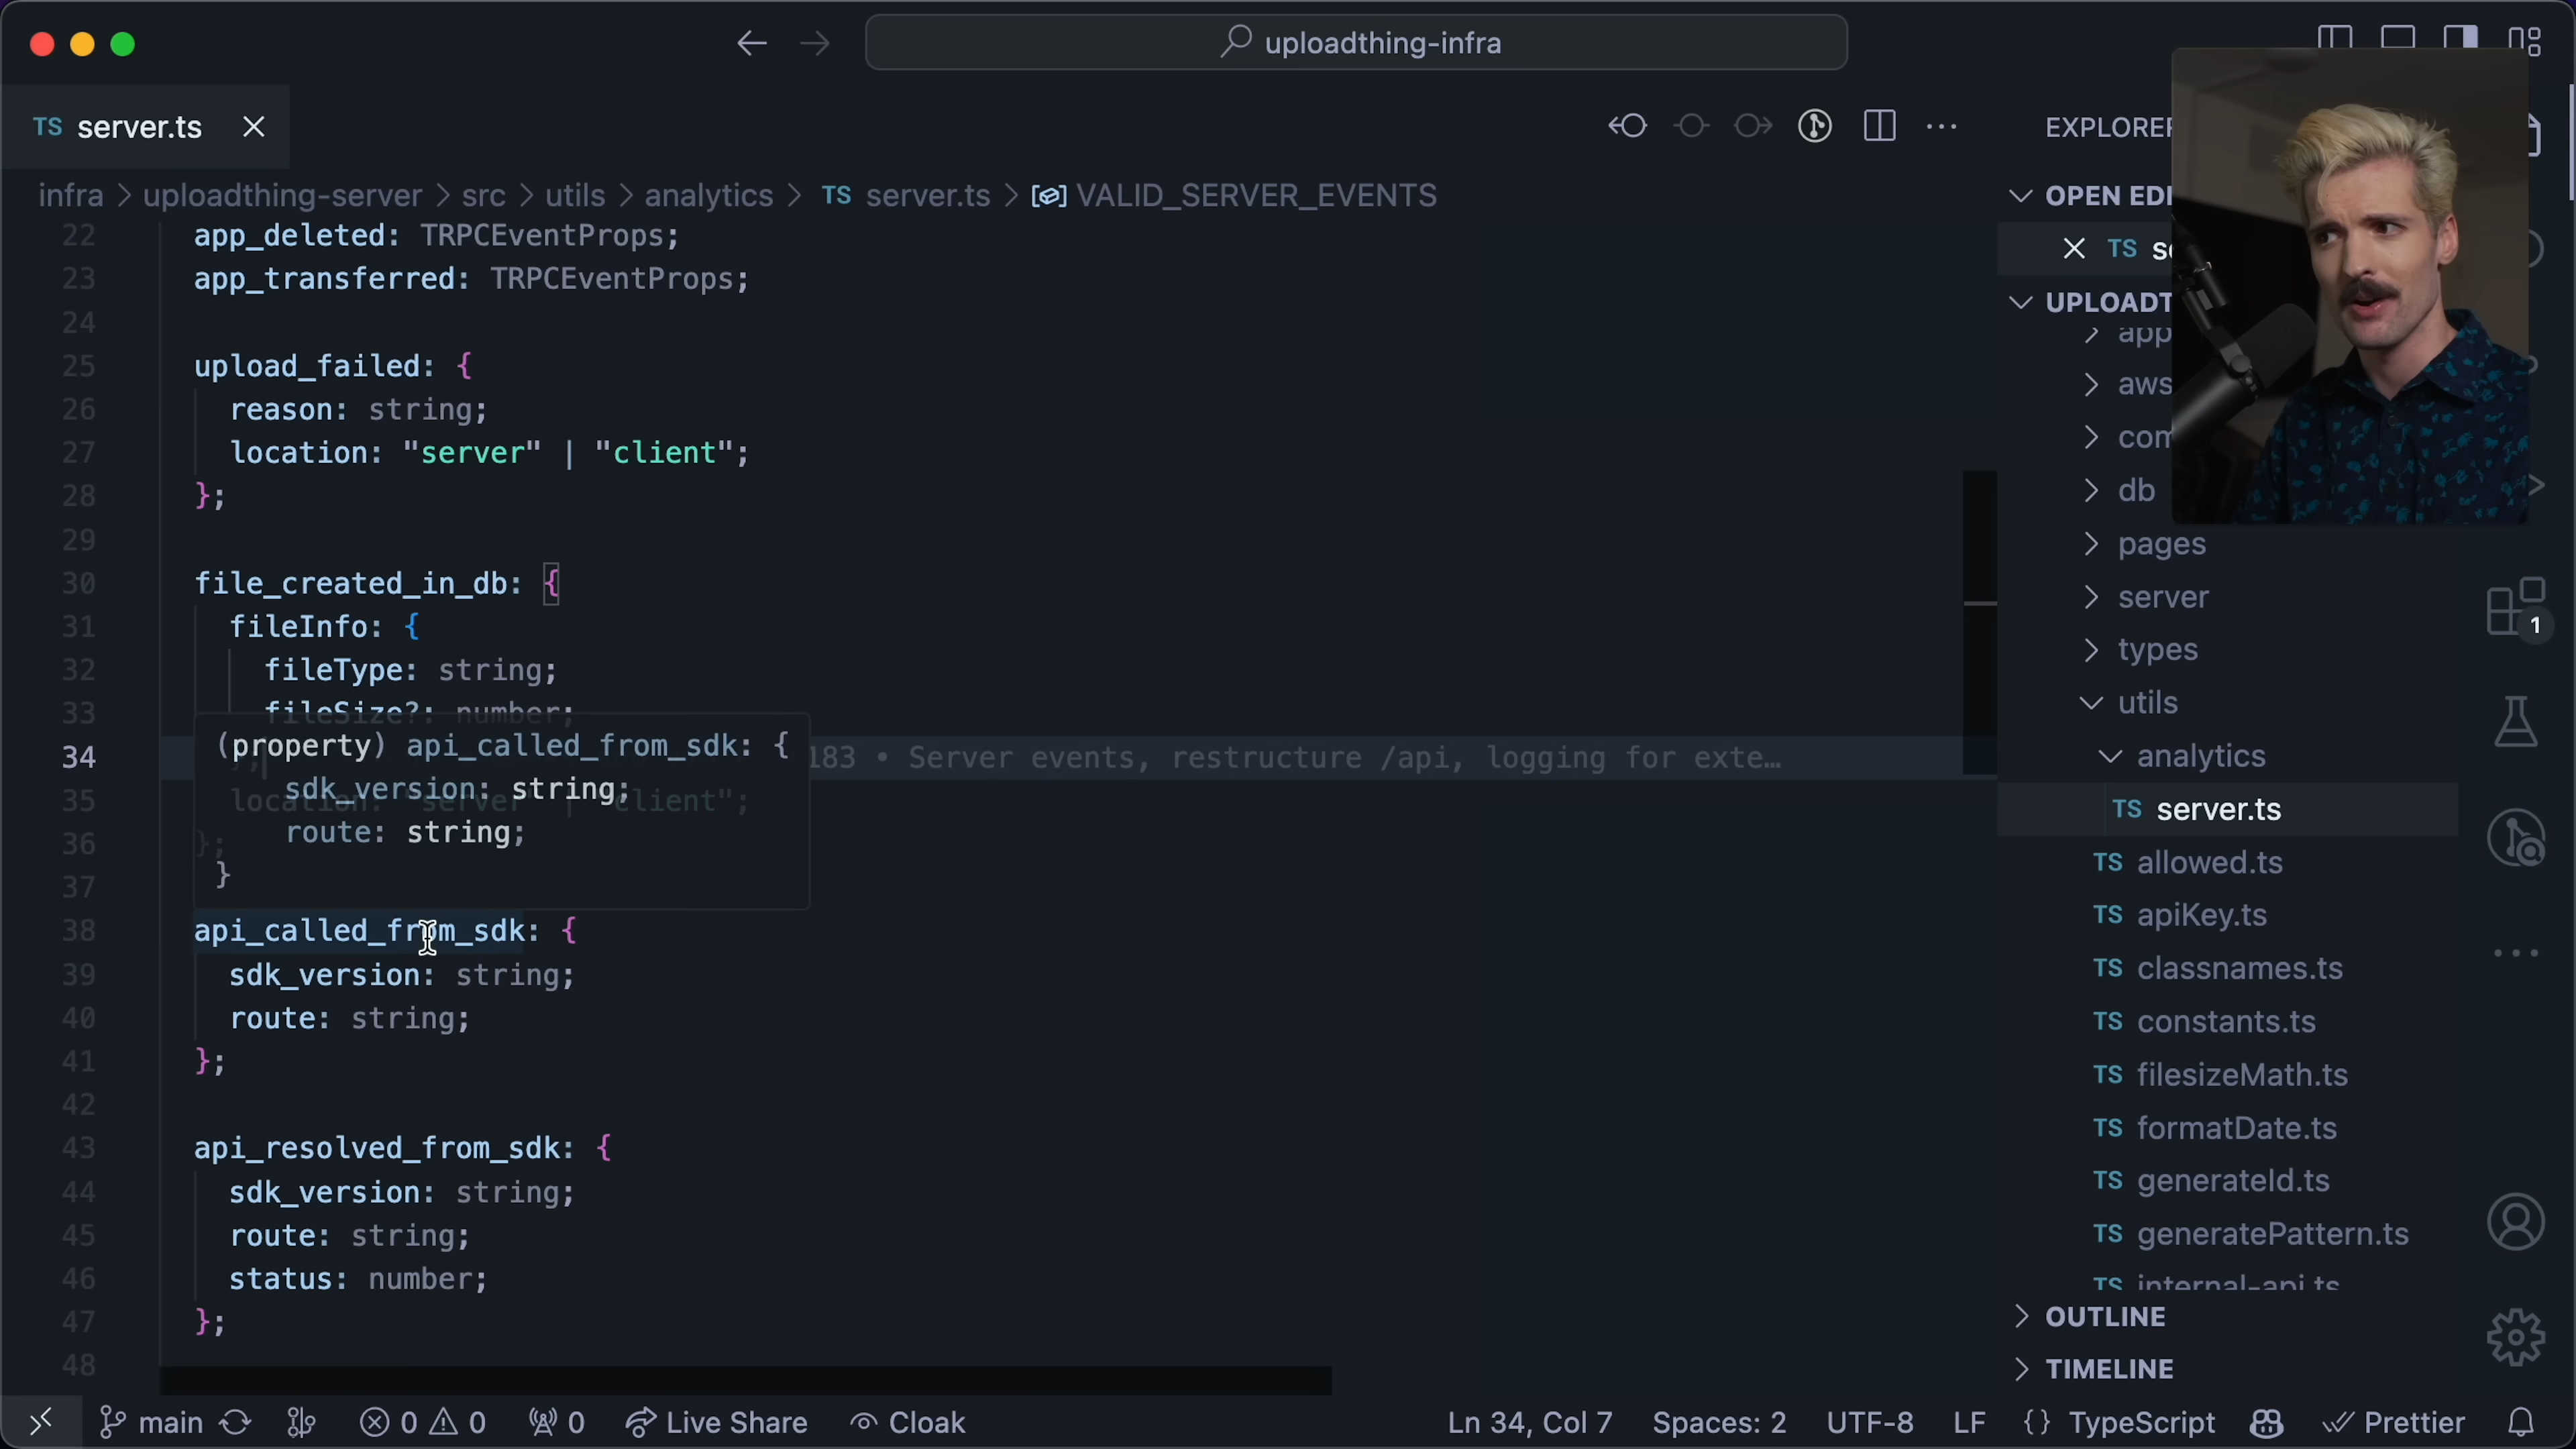 uploadthing-infra
TS server.ts
EXPLORER
infra > uploadthing-server > src > utils > analytics > TS server.ts > VALID_SERVER_EVENTS
22 app_deleted: TRPCEventProps;
23 app_transferred: TRPCEventProps;
24
25 upload_failed: {
26 reason: string;
27 location: "server" | "client";
28 };
29
30 file_created_in_db: {
31 fileInfo: {
32 fileType: string;
33 fileSize?: number;
34 183 • Server events, restructure /api, logging for exte…
(property) api_called_from_sdk: {
sdk_version: string;
route: string;
}
35 location: "server" | "client";
36 };
37
38 api_called_from_sdk: {
39 sdk_version: string;
40 route: string;
41 };
42
43 api_resolved_from_sdk: {
44 sdk_version: string;
45 route: string;
46 status: number;
47 };
48
OPEN EDI
TS se
UPLOADT
app
aws
com
db
pages
server
types
utils
analytics
TS server.ts
TS allowed.ts
TS apiKey.ts
TS classnames.ts
TS constants.ts
TS filesizeMath.ts
TS formatDate.ts
TS generateId.ts
TS generatePattern.ts
TS internal-api.ts
OUTLINE
TIMELINE
1
main 0 0 0 Live Share Cloak Ln 34, Col 7 Spaces: 2 UTF-8 LF {} TypeScript Prettier